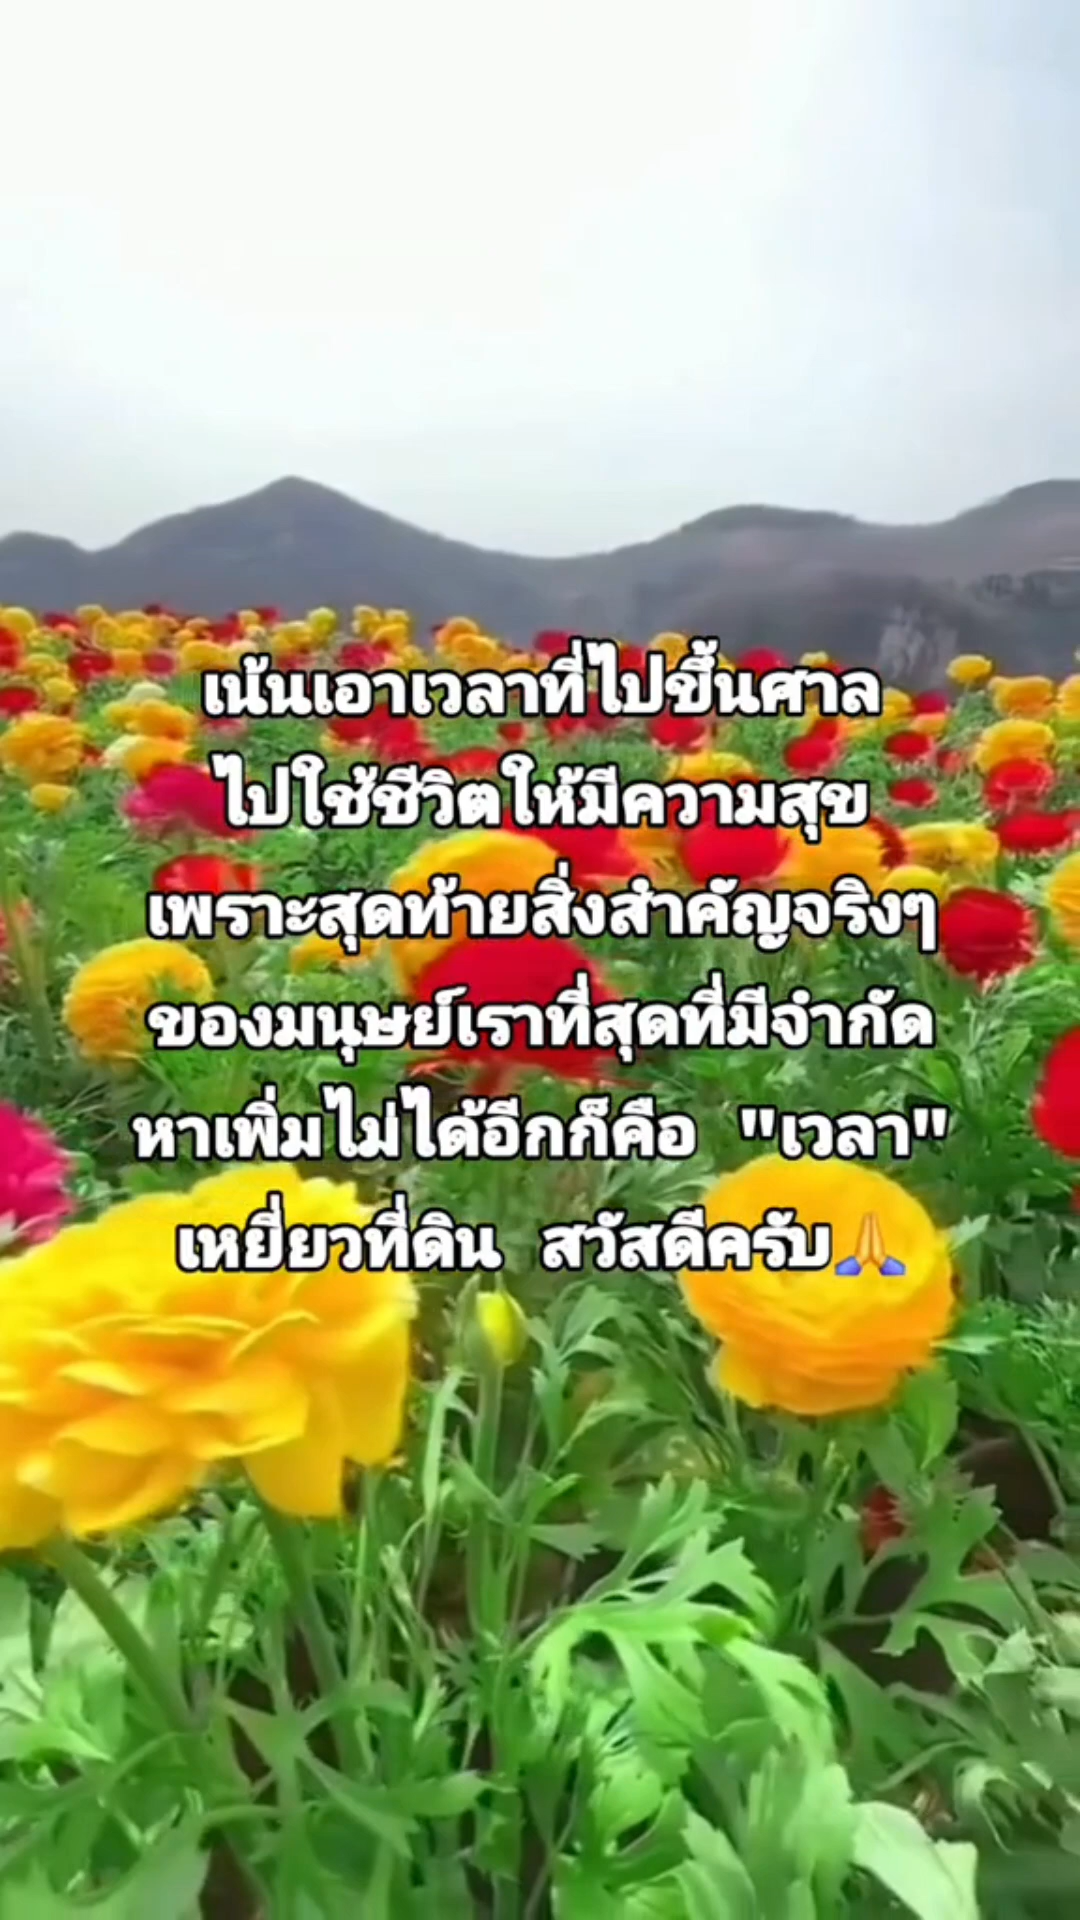 เน้นเอาเวลาที่ไปขึ้นศาล
ไปใช้ชีวิตให้มีความสุข
เพราะสุดท้ายสิ่งสำคัญจริงๆ
ของมนุษย์เราที่สุดที่มีจำกัด
หาเพิ่มไม่ได้อีกก็คือ "เวลา"
เหยี่ยวที่ดิน สวัสดีครับ🙏